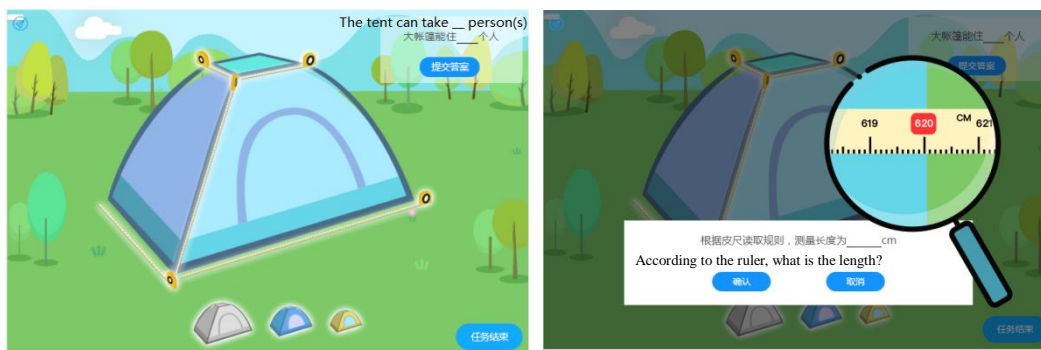 The tent can take __ person(s)
大帐篷能住____个人
提交答案
任务结束
大帐篷能住____个人
提交答案
619 620 CM 621
根据皮尺读取规则，测量长度为______cm
According to the ruler, what is the length?
确认 取消
任务结束